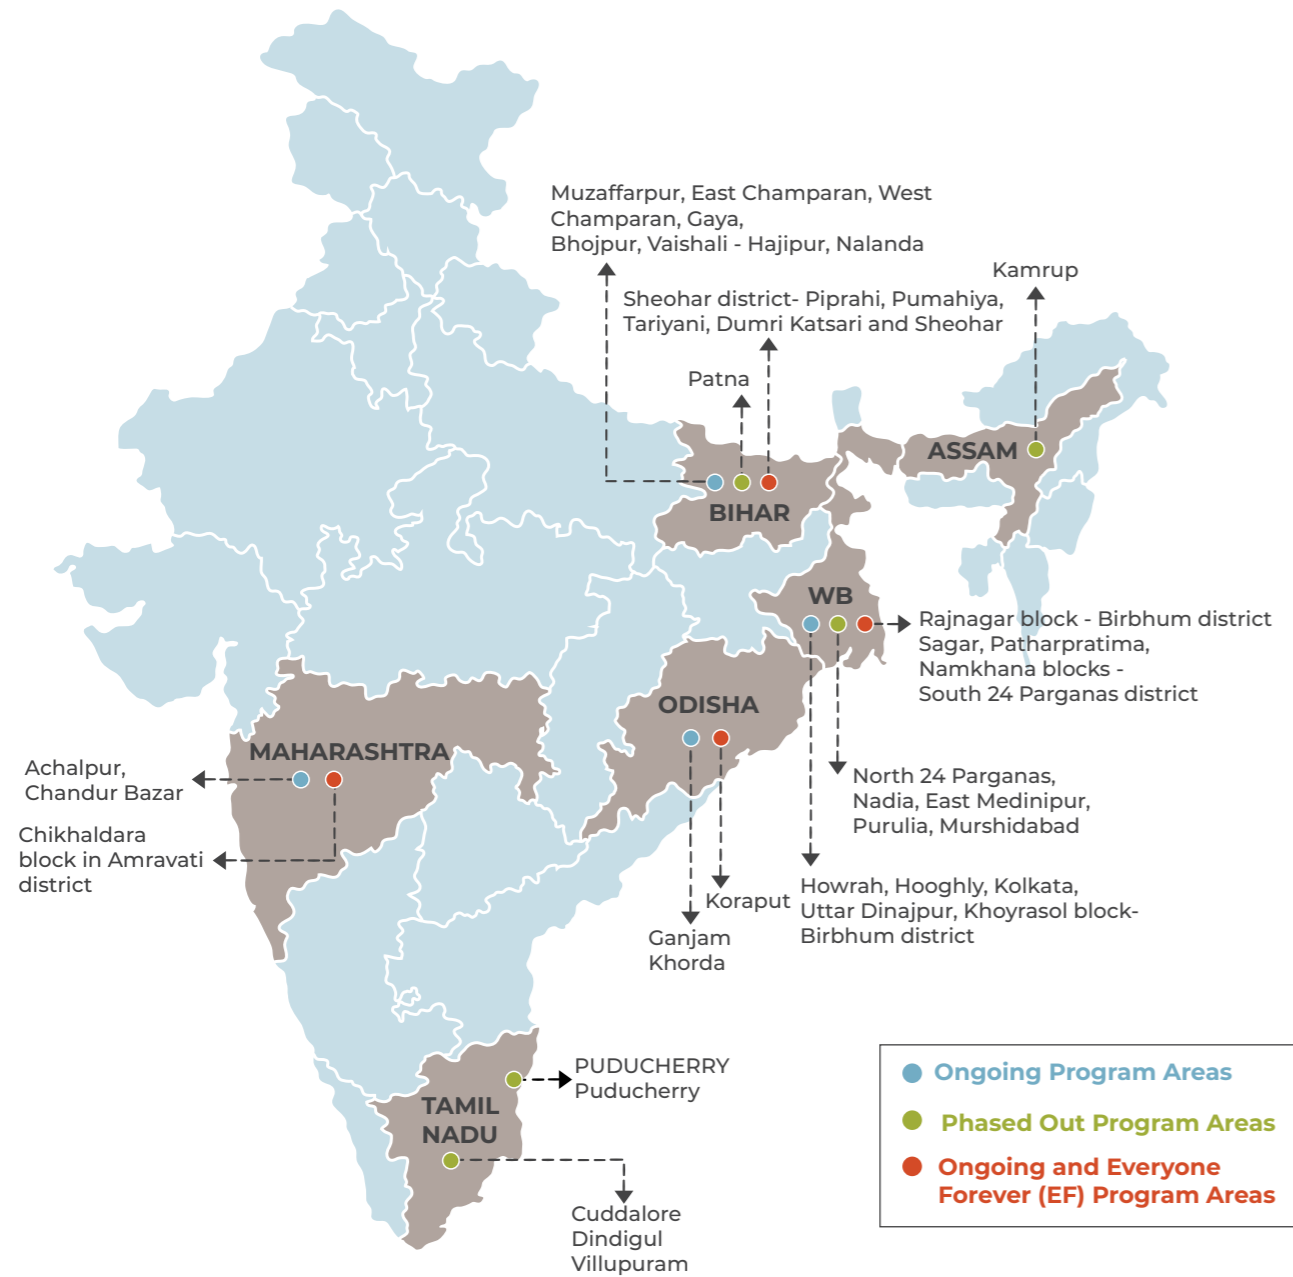 Muzaffarpur, East Champaran, West
Champaran, Gaya,
Bhojpur, Vaishali - Hajipur, Nalanda
Kamrup
Sheohar district- Piprahi, Pumahiya,
Tariyani, Dumri Katsari and Sheohar
Patna
ASSAM
BIHAR
WB
Rajnagar block - Birbhum district
Sagar, Patharpratima,
Namkhana blocks -
South 24 Parganas district
ODISHA
MAHARASHTRA
Achalpur,
Chandur Bazar
North 24 Parganas,
Nadia, East Medinipur,
Purulia, Murshidabad
Chikhaldara
block in Amravati
district
Koraput
Howrah, Hooghly, Kolkata,
Uttar Dinajpur, Khoyrasol block-
Birbhum district
Ganjam
Khorda
PUDUCHERRY
Puducherry
TAMIL
NADU
Cuddalore
Dindigul
Villupuram
Ongoing Program Areas
Phased Out Program Areas
Ongoing and Everyone
Forever (EF) Program Areas